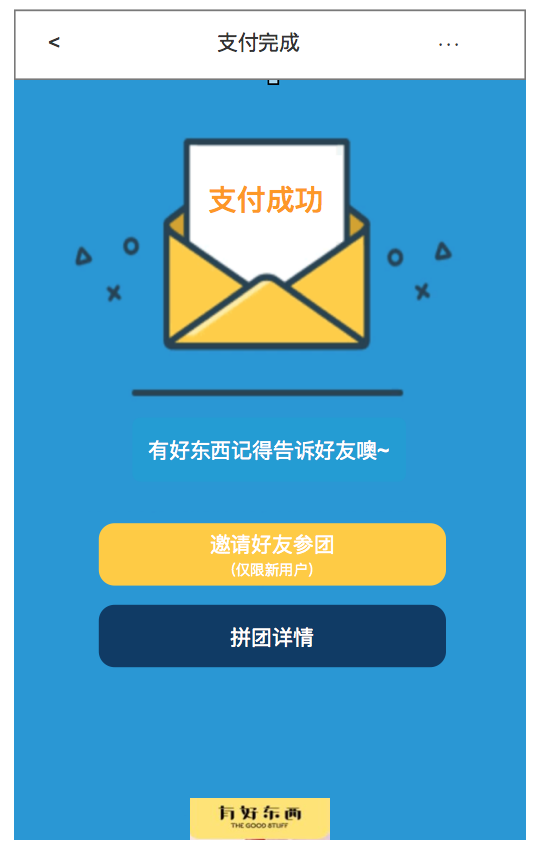 <
支付完成
...
支付成功
有好东西记得告诉好友噢~
邀请好友参团
(仅限新用户)
拼团详情
有好东西
THE GOOD STUFF